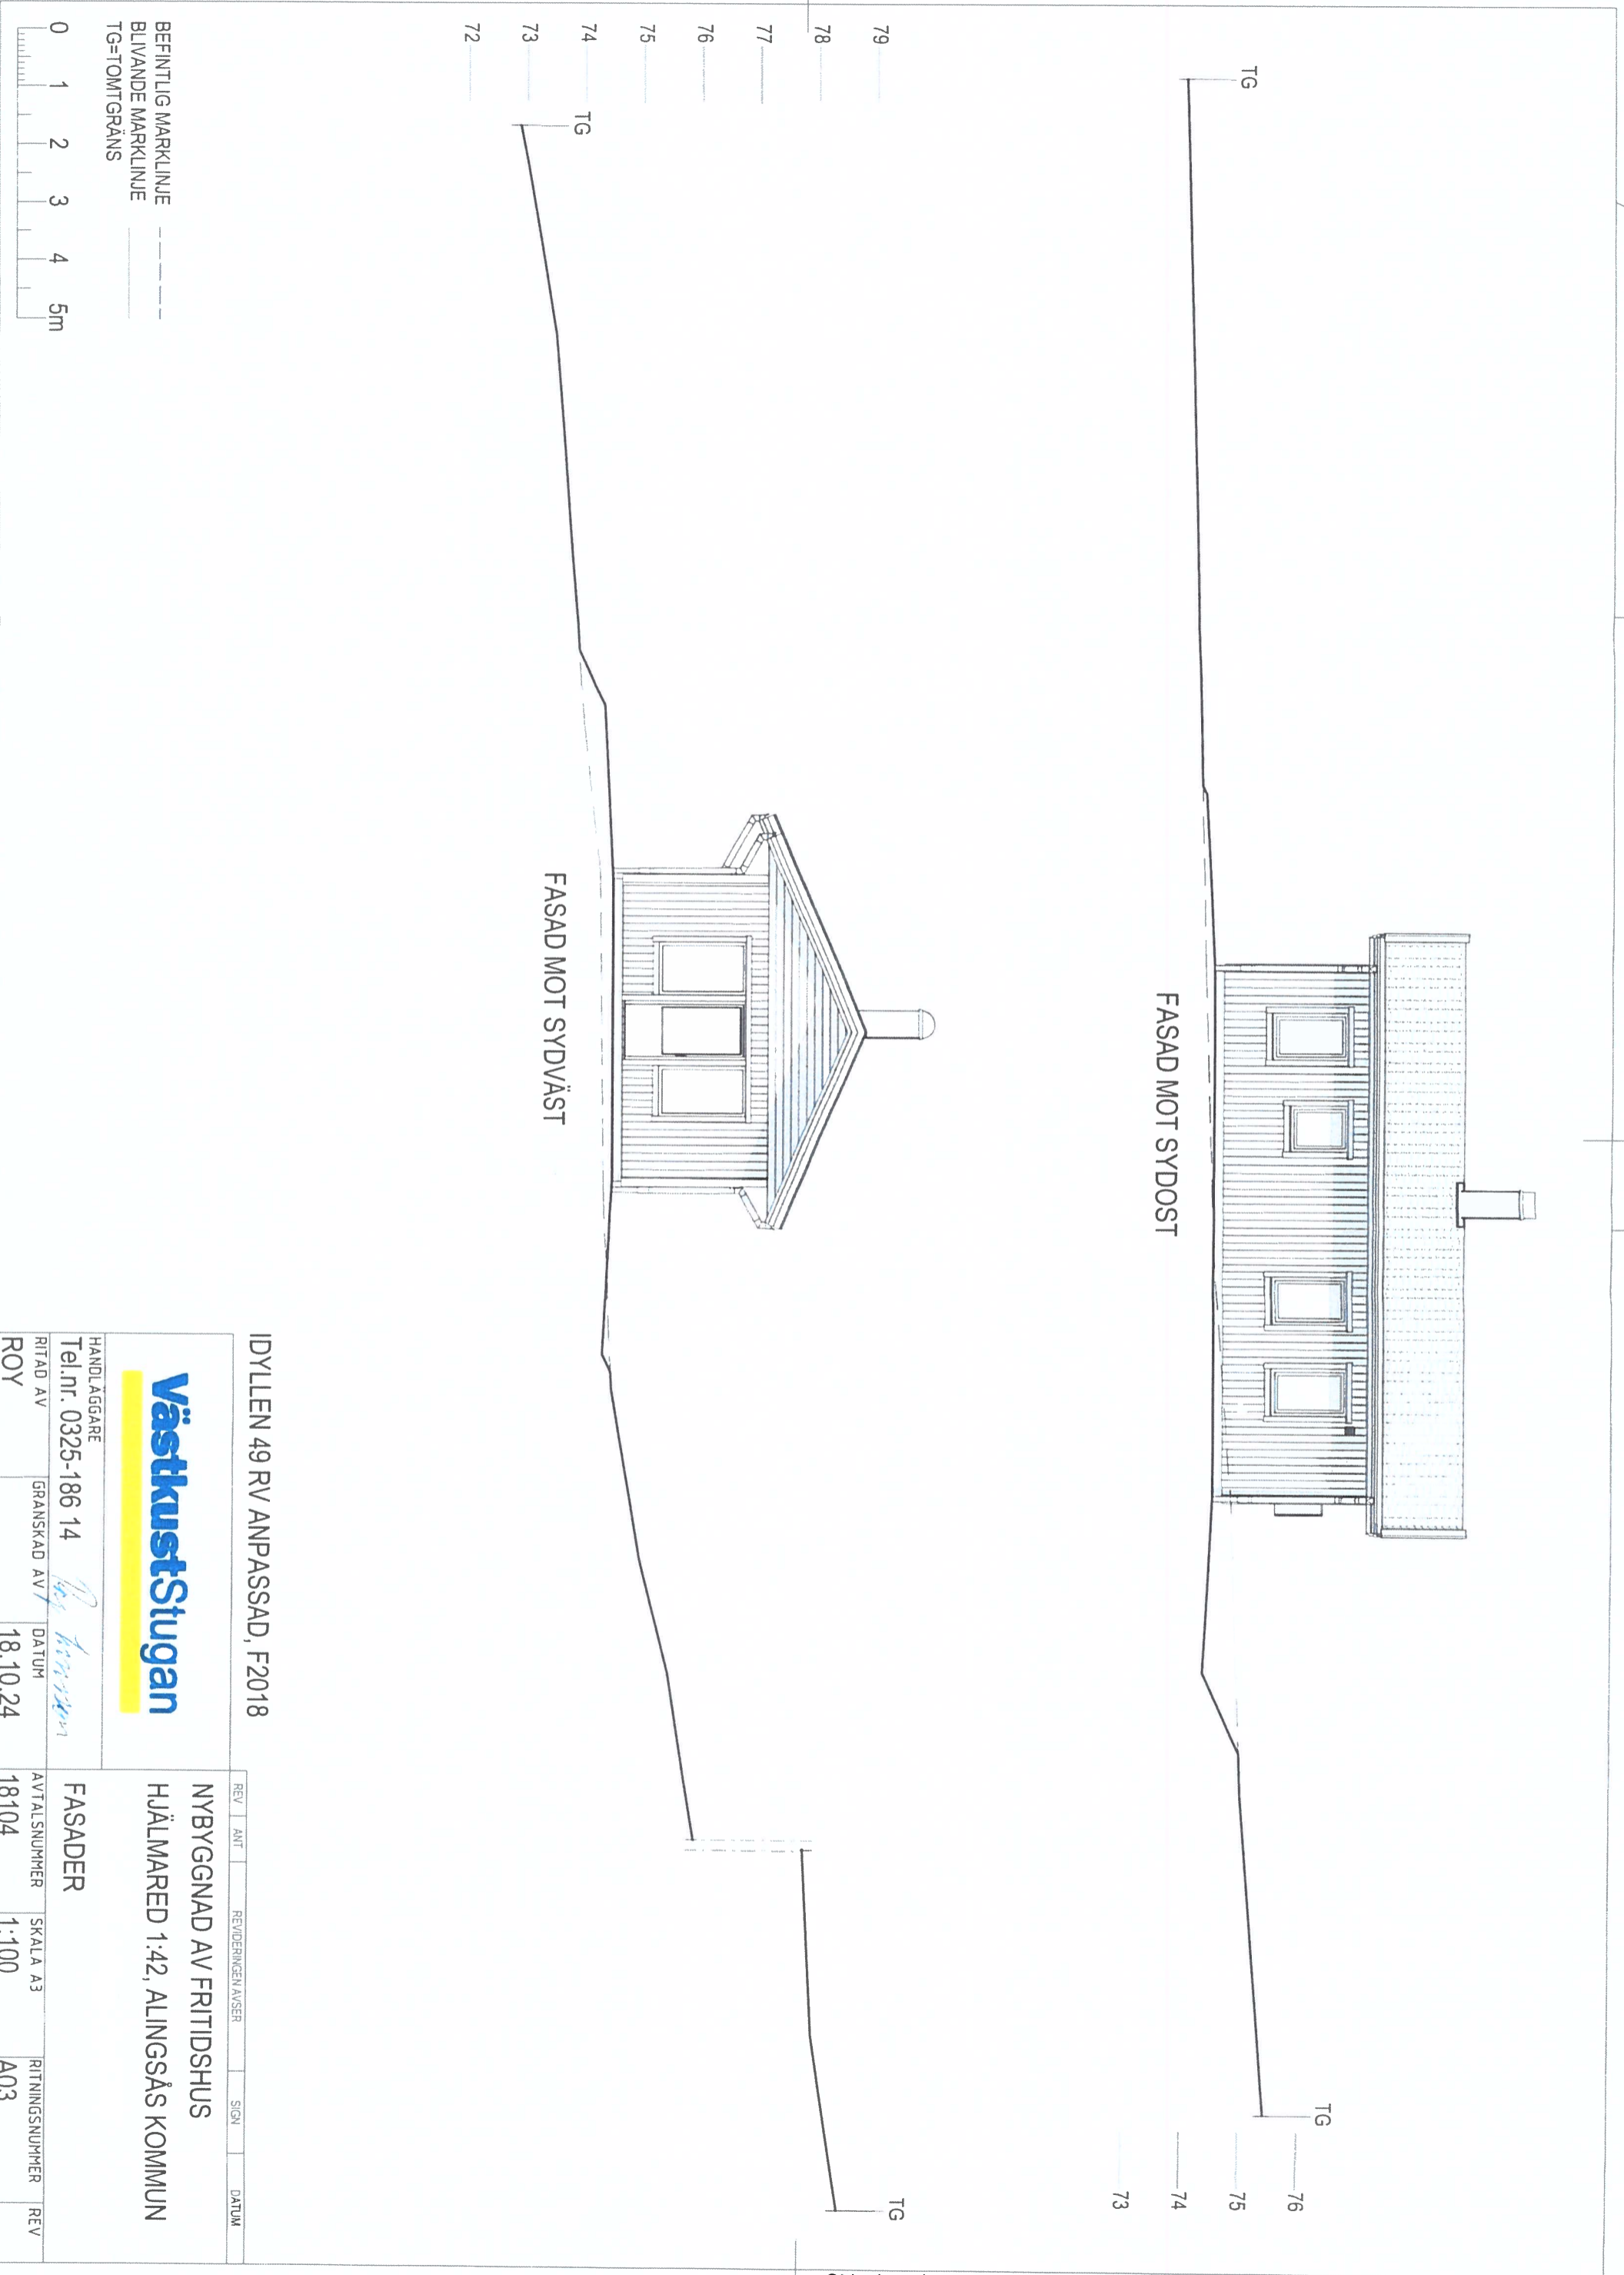 TG
TG
76
75
74
73
FASAD MOT SYDOST
79
78
77
76
75
74
73
72
TG
TG
FASAD MOT SYDVÄST
BEFINTLIG MARKLINJE
BLIVANDE MARKLINJE
TG=TOMTGRÄNS
0 1 2 3 4 5m
IDYLLEN 49 RV ANPASSAD, F2018
VästkustStugan
HANDLÄGGARE
Tel.nr. 0325-186 14
RITAD AV
ROY
GRANSKAD AV
DATUM
18.10.24
REV ANT REVIDERINGEN AVSER SIGN DATUM
NYBYGGNAD AV FRITIDSHUS
HJÄLMARED 1:42, ALINGSÅS KOMMUN
FASADER
AVTALSNUMMER
18104
SKALA A3
1:100
RITNINGSNUMMER
A03
REV